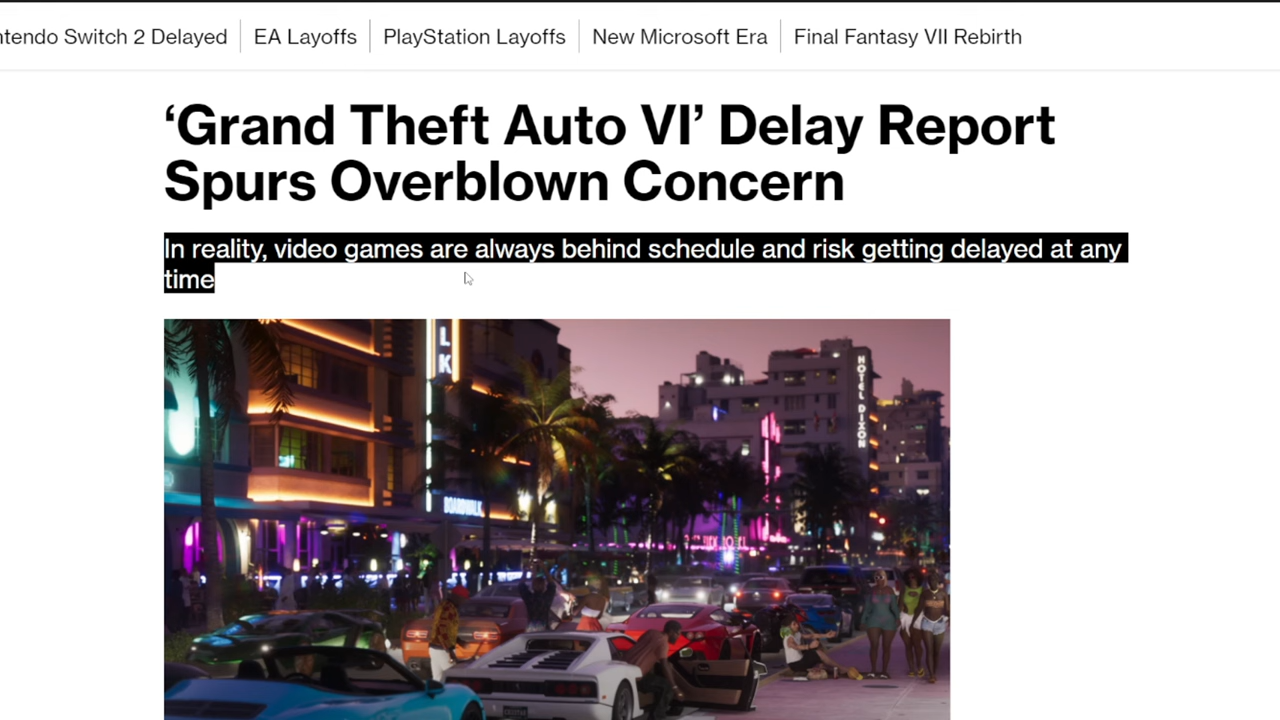 ntendo Switch 2 Delayed EA Layoffs PlayStation Layoffs New Microsoft Era Final Fantasy VII Rebirth
‘Grand Theft Auto VI’ Delay Report
Spurs Overblown Concern
In reality, video games are always behind schedule and risk getting delayed at any
time
LK
HOTEL DIXON
BOARDWALK